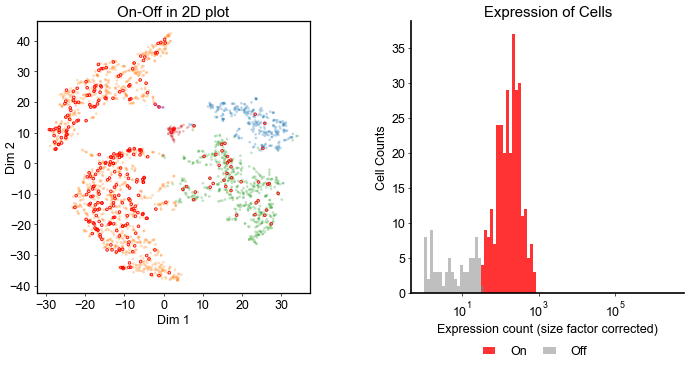 On-Off in 2D plot
Dim 2
40
30
20
10
0
−10
−20
−30
−40
−30 −20 −10 0 10 20 30
Dim 1
Expression of Cells
Cell Counts
35
30
25
20
15
10
5
0
10^1 10^3 10^5
Expression count (size factor corrected)
On Off